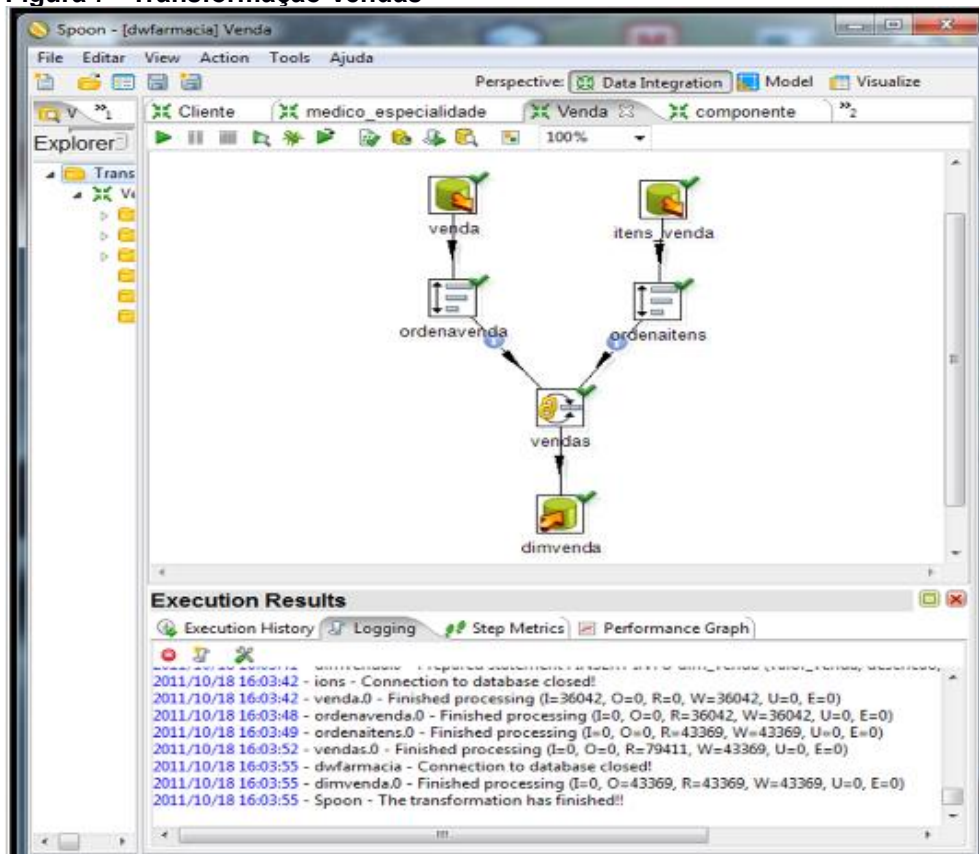 Spoon - [dwfarmacia] Venda
File Editar View Action Tools Ajuda
Perspective: Data Integration Model Visualize
V »1 Cliente medico_especialidade Venda componente »2
Explorer
100%
Trans
Ve
venda
itens_venda
ordenavenda
ordenaitens
vendas
dimvenda
Execution Results
Execution History Logging Step Metrics Performance Graph
2011/10/18 16:03:42 - ions - Connection to database closed!
2011/10/18 16:03:42 - venda.0 - Finished processing (I=36042, O=0, R=0, W=36042, U=0, E=0)
2011/10/18 16:03:48 - ordenavenda.0 - Finished processing (I=0, O=0, R=36042, W=36042, U=0, E=0)
2011/10/18 16:03:49 - ordenaitens.0 - Finished processing (I=0, O=0, R=43369, W=43369, U=0, E=0)
2011/10/18 16:03:52 - vendas.0 - Finished processing (I=0, O=0, R=79411, W=43369, U=0, E=0)
2011/10/18 16:03:55 - dwfarmacia - Connection to database closed!
2011/10/18 16:03:55 - dimvenda.0 - Finished processing (I=0, O=43369, R=43369, W=43369, U=0, E=0)
2011/10/18 16:03:55 - Spoon - The transformation has finished!!